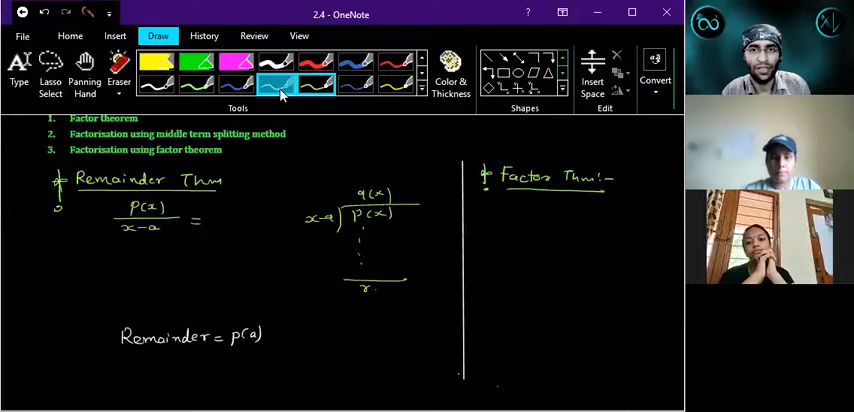 2.4 - OneNote
File Home Insert Draw History Review View
Type
Lasso Select
Panning Hand
Eraser
Color & Thickness
Insert Space
Convert
Tools
Shapes
Edit
1. Factor theorem
2. Factorisation using middle term splitting method
3. Factorisation using factor theorem
Remainder Thm
p(x)
x-a
=
q(x)
x-a) p(x)
r.
Remainder = p(a)
Factor Thm:-